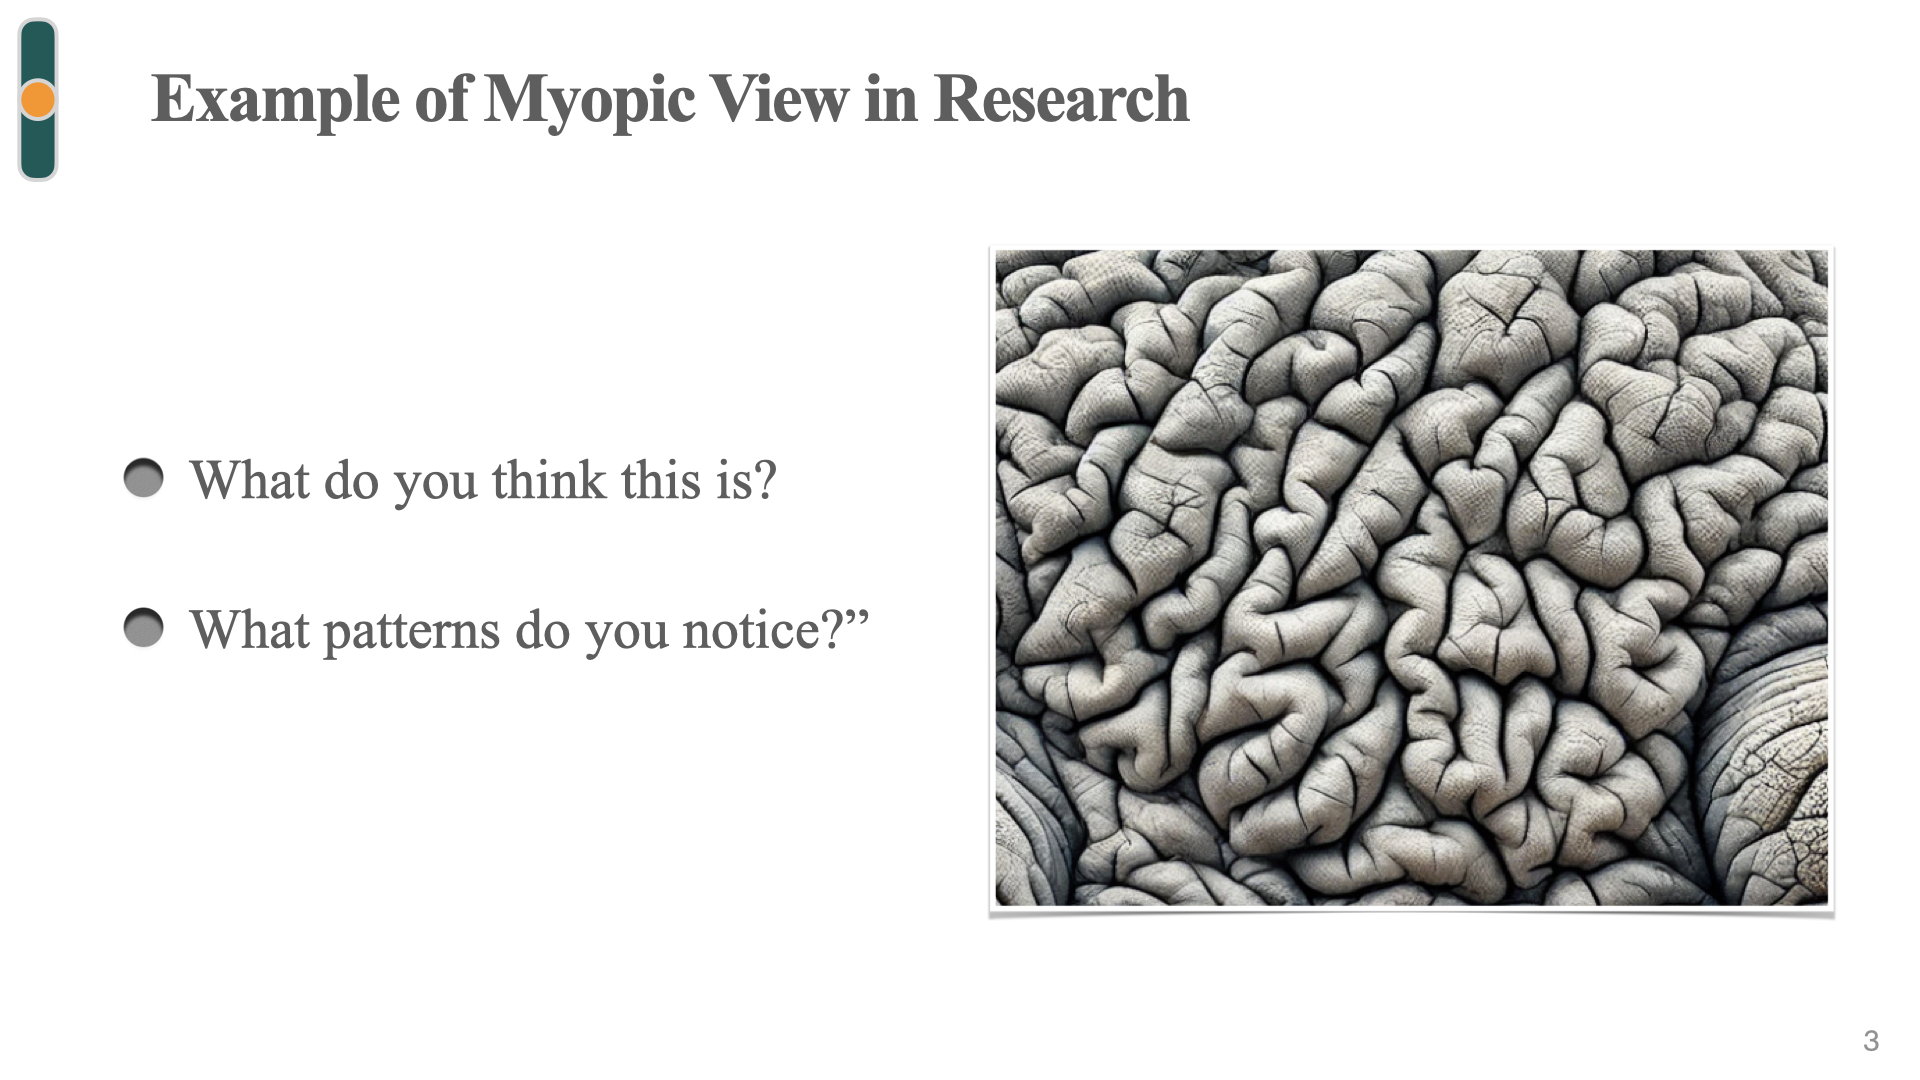 Example of Myopic View in Research
What do you think this is?
What patterns do you notice?”
3